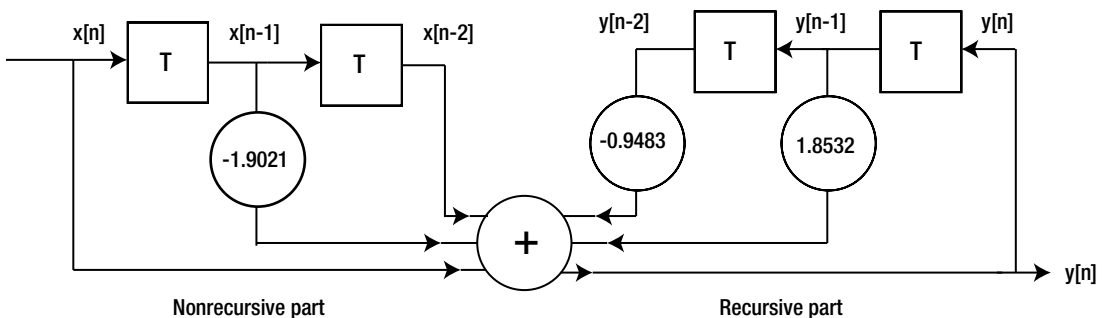 x[n]
x[n-1]
x[n-2]
y[n-2]
y[n-1]
y[n]
T
T
T
T
-1.9021
-0.9483
1.8532
+
y[n]
Nonrecursive part
Recursive part